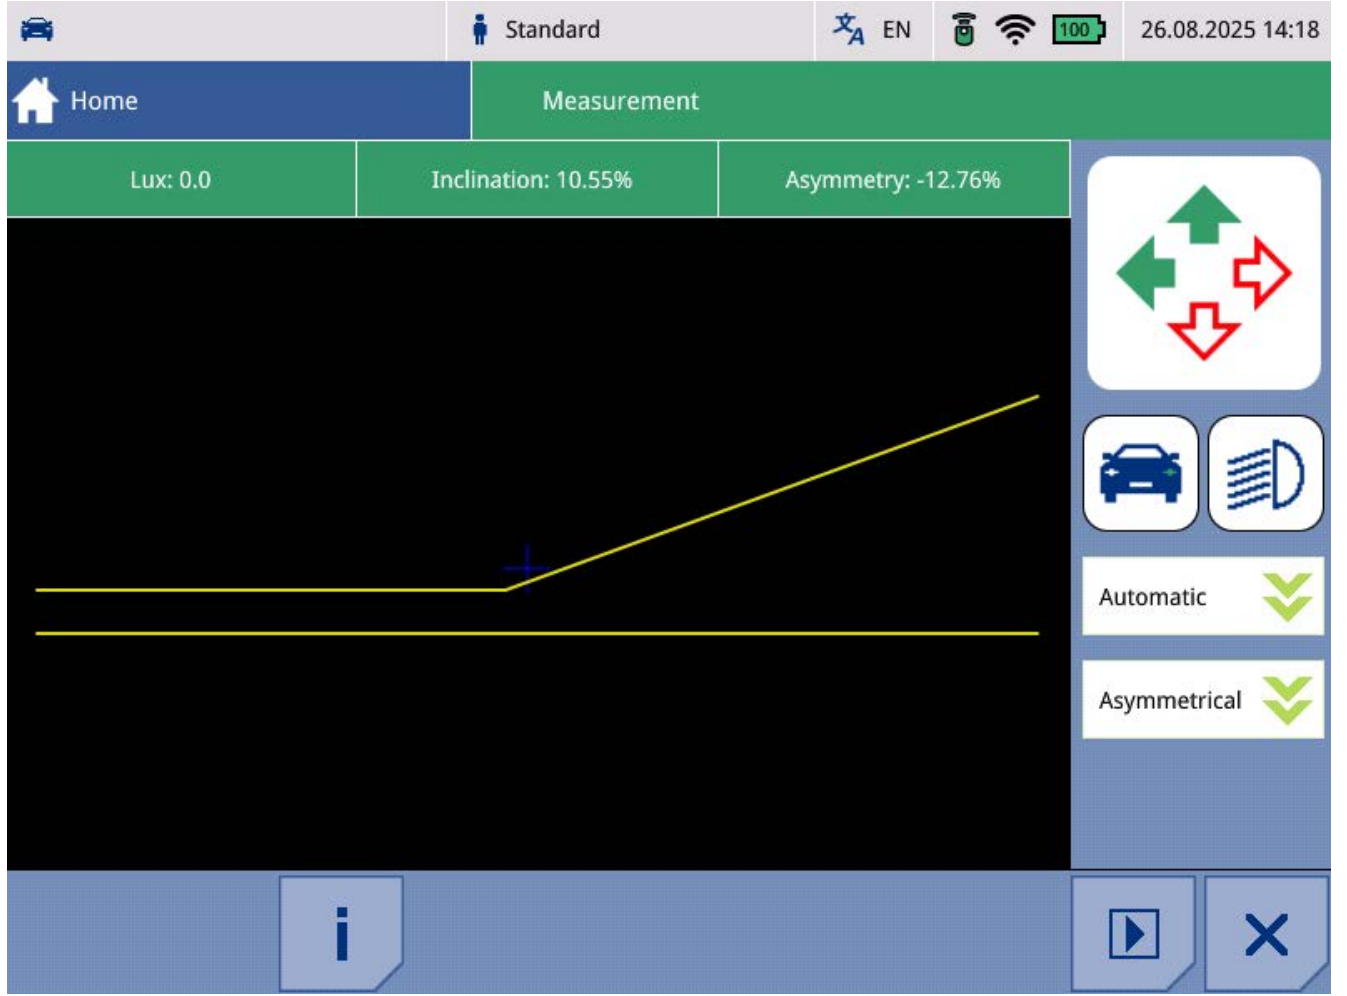 Standard
EN
100
26.08.2025 14:18
Home
Measurement
Lux: 0.0
Inclination: 10.55%
Asymmetry: -12.76%
Automatic
Asymmetrical
i